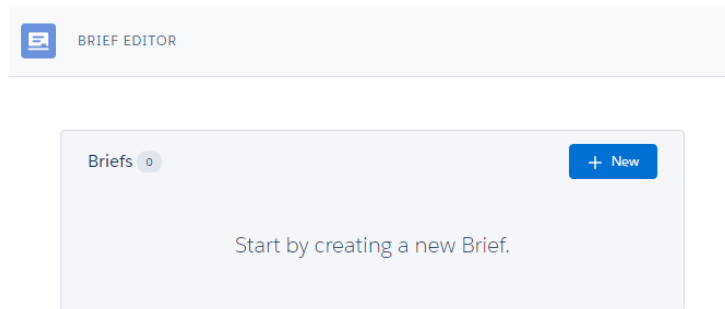 BRIEF EDITOR
Briefs 0
+ New
Start by creating a new Brief.